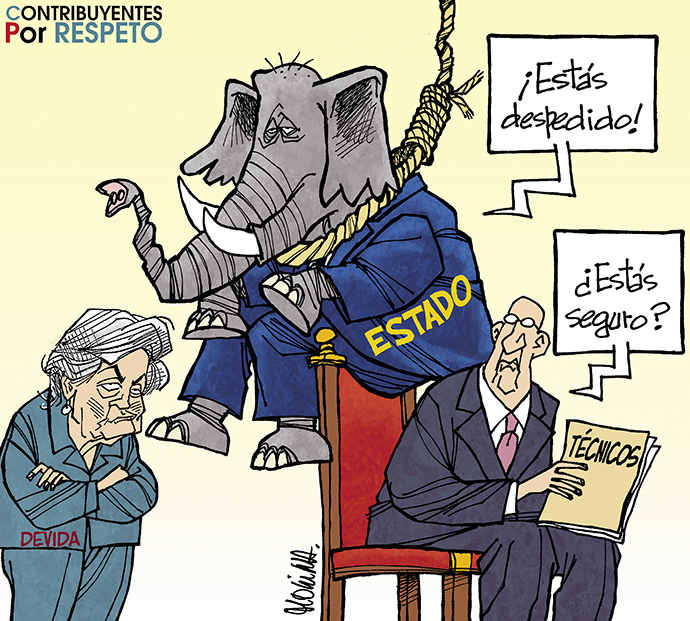 CONTRIBUYENTES
Por RESPETO
¡Estás
despedido!
¿Estás
seguro?
ESTADO
TÉCNICOS
DEVIDA